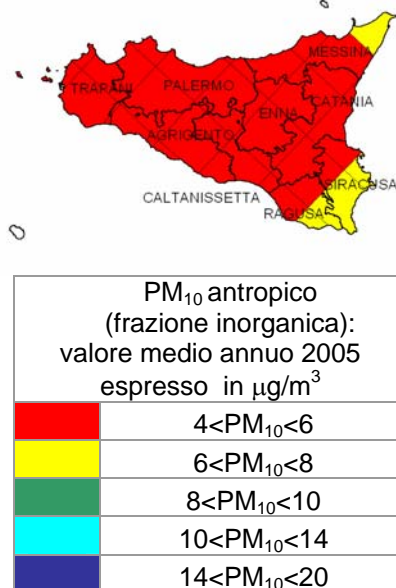 MESSINA
TRAPANI
PALERMO
CATANIA
ENNA
AGRIGENTO
SIRACUSA
CALTANISSETTA
RAGUSA
PM₁₀ antropico
(frazione inorganica):
valore medio annuo 2005
espresso in μg/m³
4<PM₁₀<6
6<PM₁₀<8
8<PM₁₀<10
10<PM₁₀<14
14<PM₁₀<20